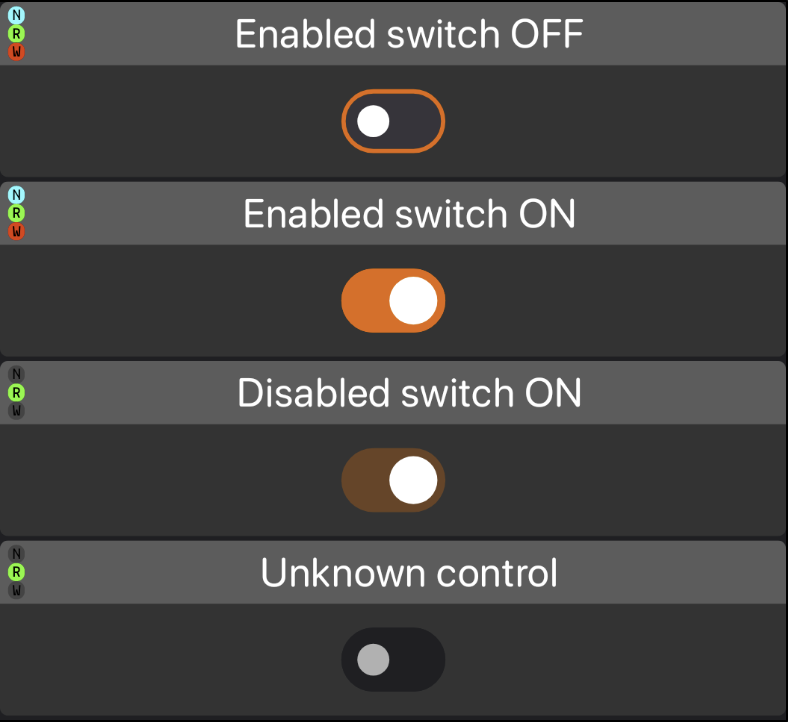 N
R
W
Enabled switch OFF
N
R
W
Enabled switch ON
N
R
W
Disabled switch ON
N
R
W
Unknown control